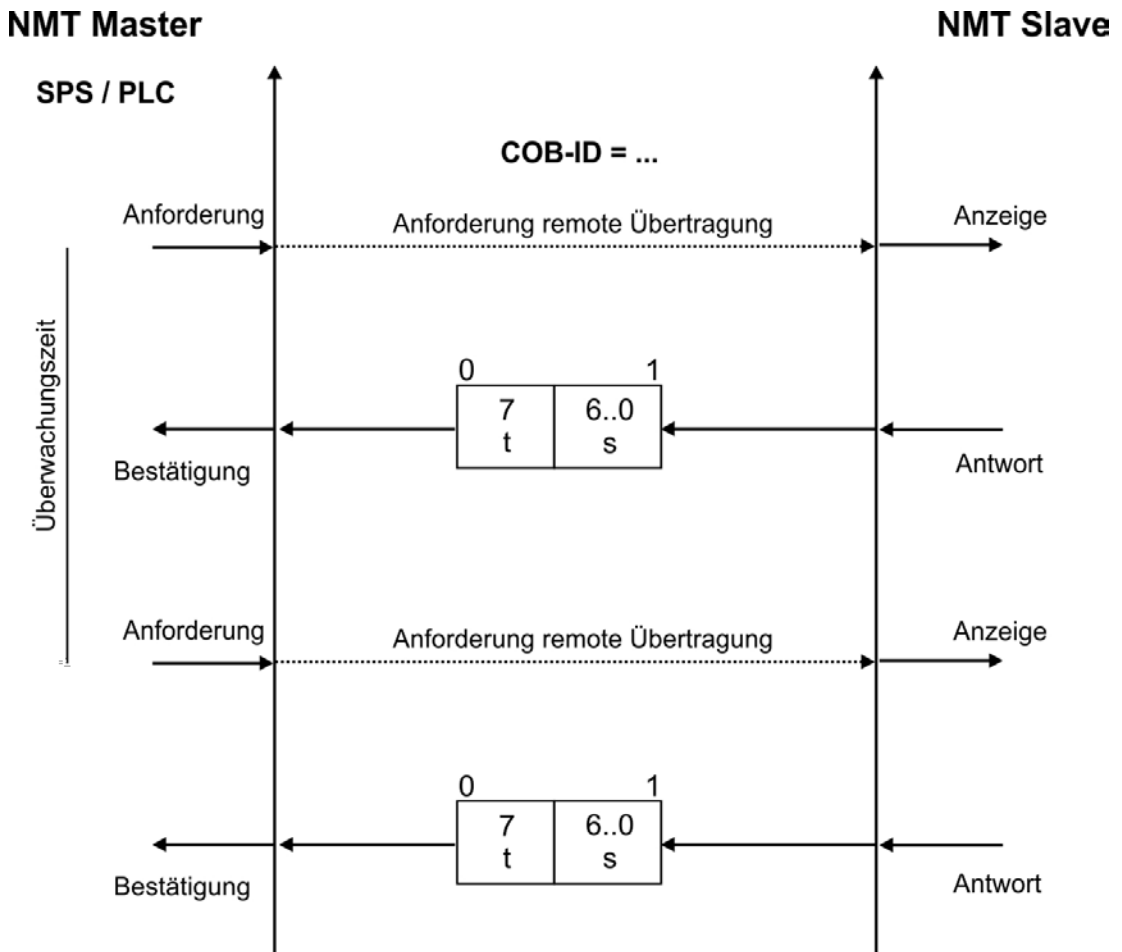 NMT Master
NMT Slave
SPS / PLC
COB-ID = ...
Anforderung
Anforderung remote Übertragung
Anzeige
Überwachungszeit
0 1
7 6..0
t s
Bestätigung
Antwort
Anforderung
Anforderung remote Übertragung
Anzeige
0 1
7 6..0
t s
Bestätigung
Antwort